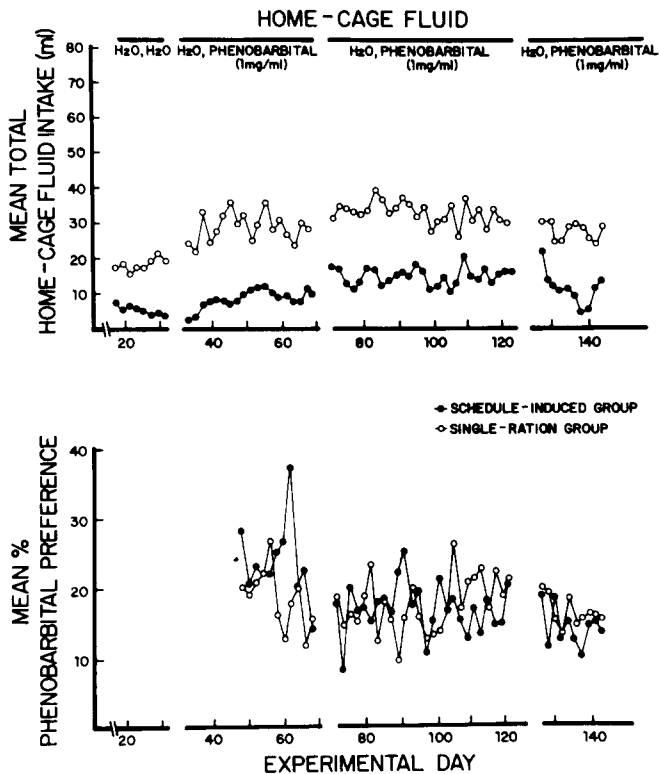 HOME-CAGE FLUID
H2O, H2O
H2O, PHENOBARBITAL
(1mg/ml)
H2O, PHENOBARBITAL
(1mg/ml)
H2O, PHENOBARBITAL
(1mg/ml)
MEAN TOTAL
HOME-CAGE FLUID INTAKE (ml)
80
70
60
50
40
30
20
10
20
40
60
80
100
120
140
SCHEDULE-INDUCED GROUP
SINGLE-RATION GROUP
MEAN %
PHENOBARBITAL PREFERENCE
40
30
20
10
20
40
60
80
100
120
140
EXPERIMENTAL DAY